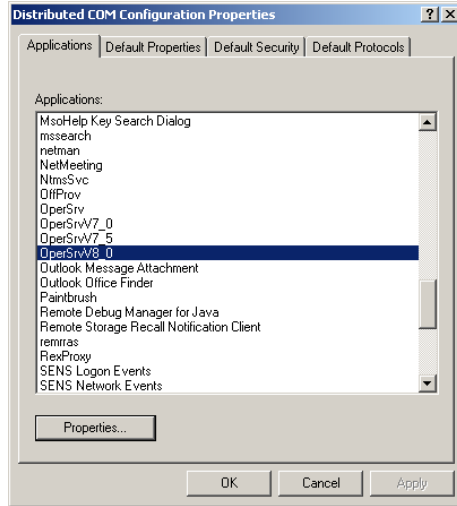 Distributed COM Configuration Properties
Applications Default Properties Default Security Default Protocols
Applications:
MsoHelp Key Search Dialog
mssearch
netman
NetMeeting
NtmsSvc
OffProv
OperSrv
OperSrvV7_0
OperSrvV7_5
OperSrvV8_0
Outlook Message Attachment
Outlook Office Finder
Paintbrush
Remote Debug Manager for Java
Remote Storage Recall Notification Client
remrras
RexProxy
SENS Logon Events
SENS Network Events
Properties...
OK Cancel Apply